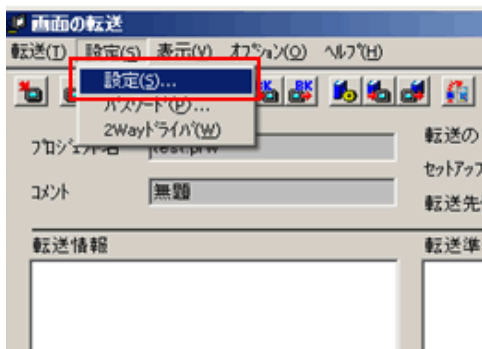 画面の転送
転送(T) 設定(S) 表示(V) オプション(O) ヘルプ(H)
設定(S)...
パスワード(P)...
2Wayドライバ(W)
プロジェクト名 test.prw
転送の
セットアップ
コメント 無題
転送先
転送情報
転送準